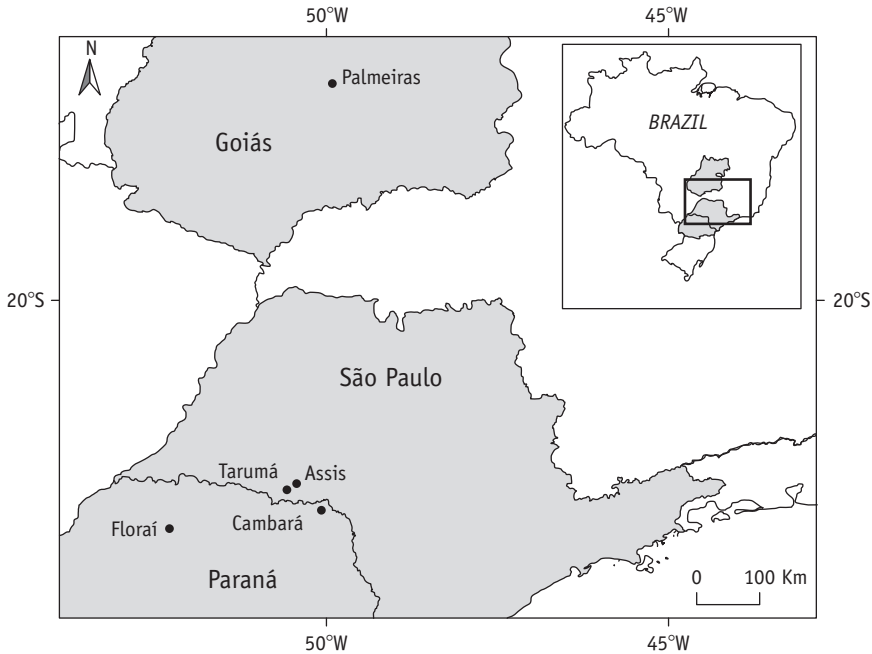 50°W
45°W
N
Palmeiras
BRAZIL
Goiás
20°S
20°S
São Paulo
Tarumá
Assis
Cambará
Floraí
Paraná
0
100 Km
50°W
45°W